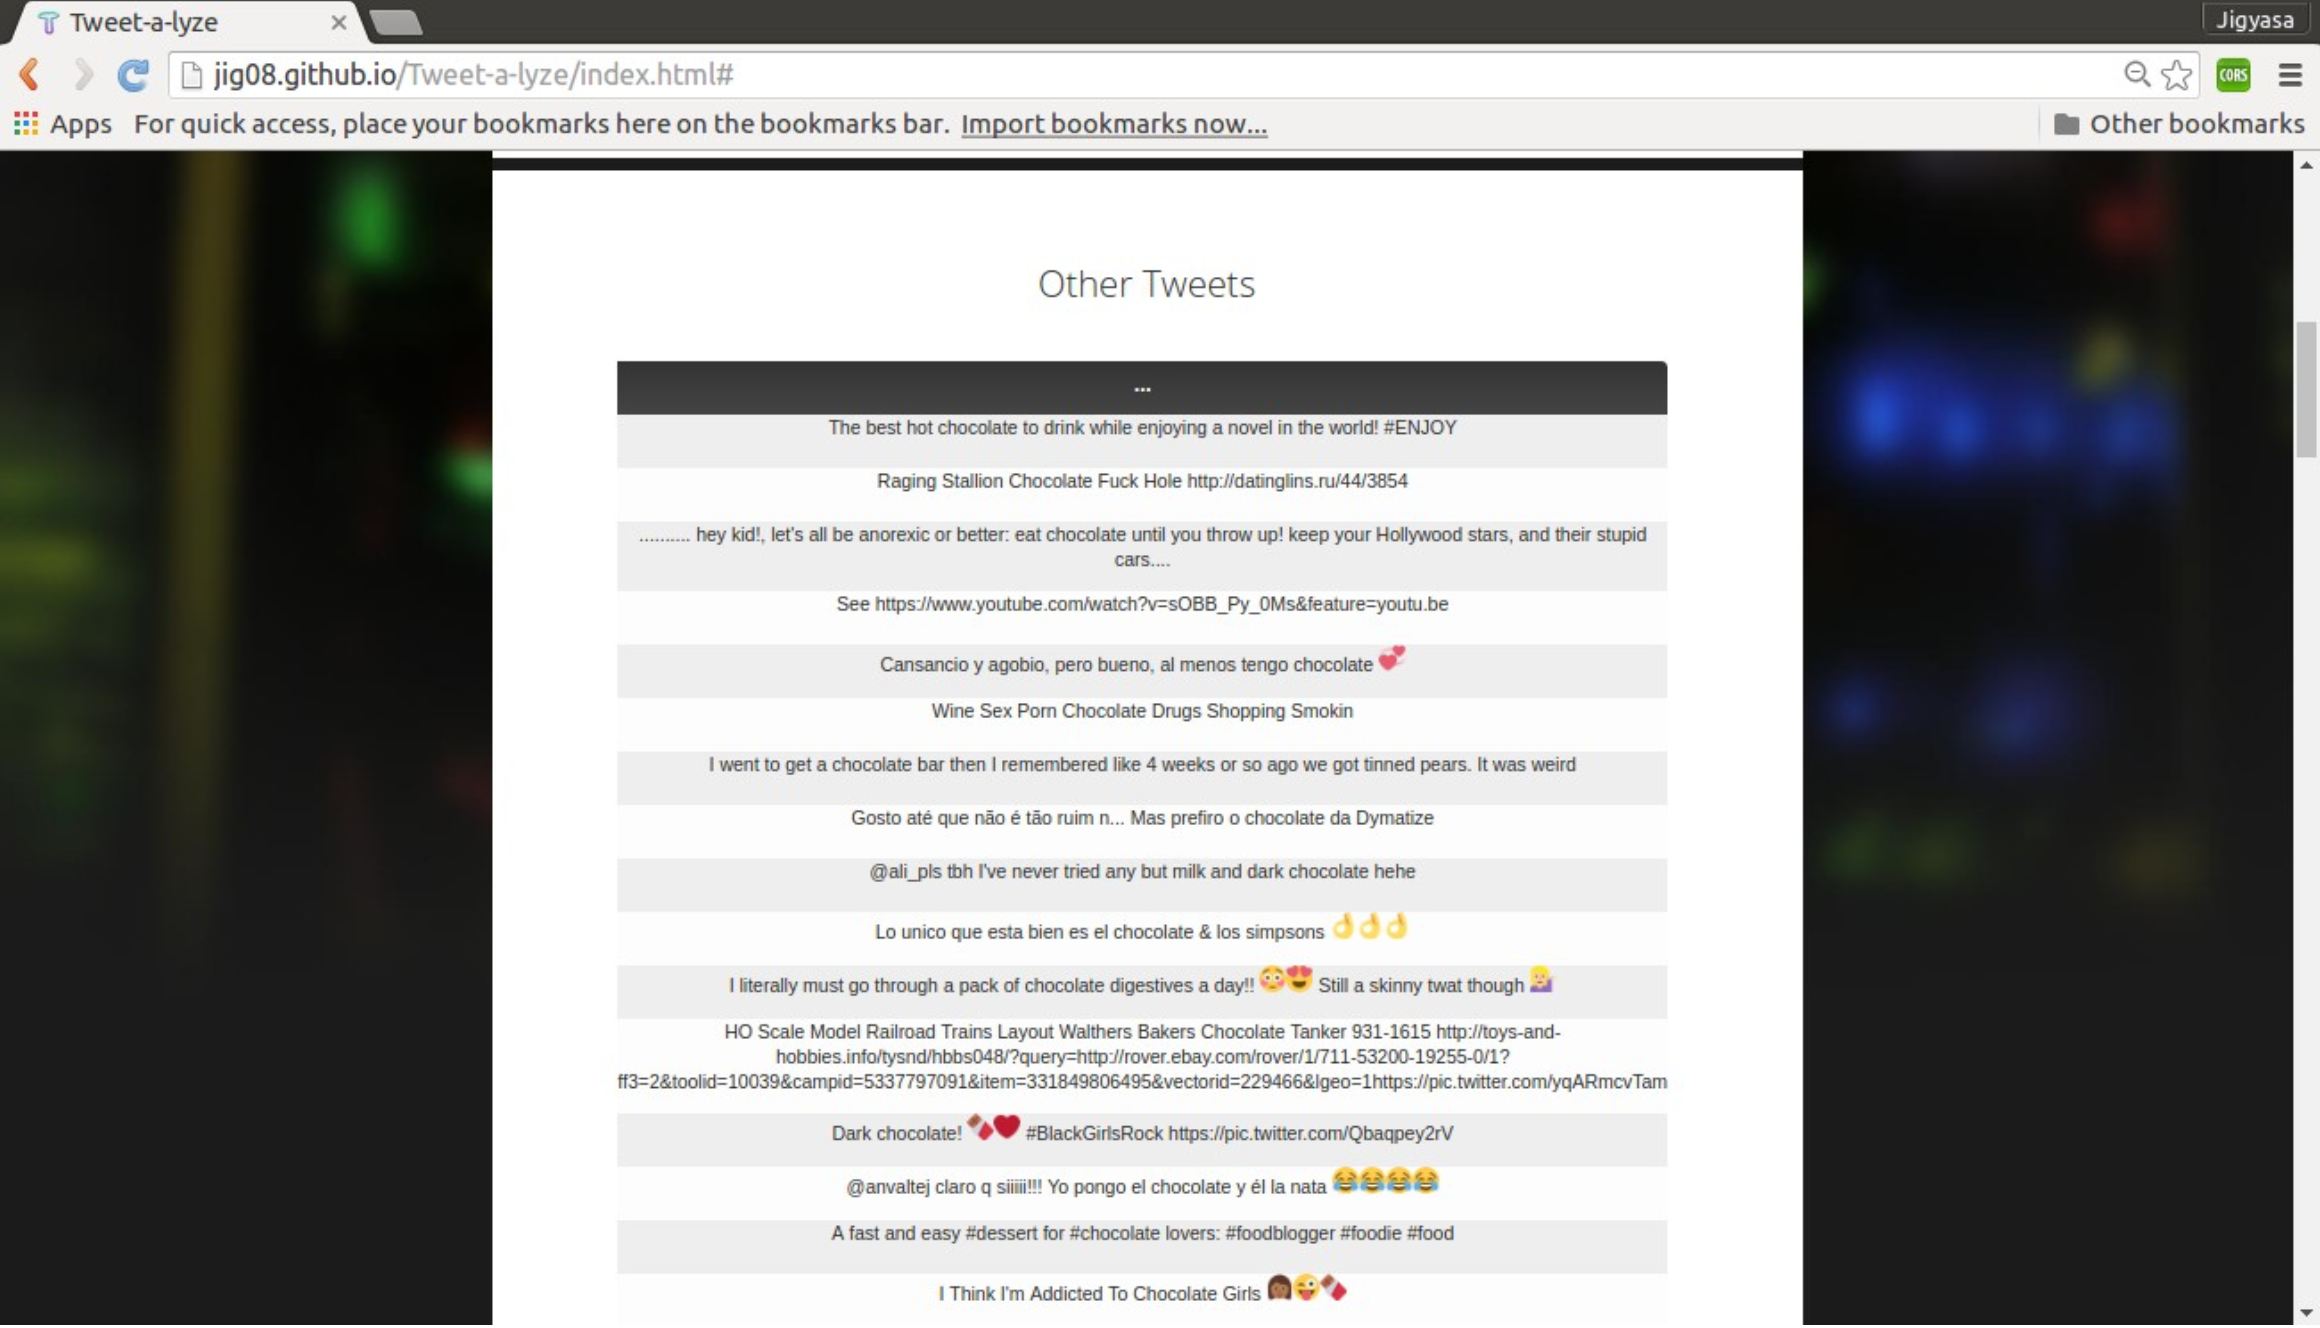 Tweet-a-lyze
Jigyasa
jig08.github.io/Tweet-a-lyze/index.html#
CORS
Apps For quick access, place your bookmarks here on the bookmarks bar. Import bookmarks now... Other bookmarks
Other Tweets
...
The best hot chocolate to drink while enjoying a novel in the world! #ENJOY
Raging Stallion Chocolate Fuck Hole http://datinglins.ru/44/3854
.......... hey kid!, let's all be anorexic or better: eat chocolate until you throw up! keep your Hollywood stars, and their stupid
cars....
See https://www.youtube.com/watch?v=sOBB_Py_0Ms&feature=youtu.be
Cansancio y agobio, pero bueno, al menos tengo chocolate 💞
Wine Sex Porn Chocolate Drugs Shopping Smokin
I went to get a chocolate bar then I remembered like 4 weeks or so ago we got tinned pears. It was weird
Gosto até que não é tão ruim n... Mas prefiro o chocolate da Dymatize
@ali_pls tbh I've never tried any but milk and dark chocolate hehe
Lo unico que esta bien es el chocolate & los simpsons 👌👌👌
I literally must go through a pack of chocolate digestives a day!! 😳😍 Still a skinny twat though 💁
HO Scale Model Railroad Trains Layout Walthers Bakers Chocolate Tanker 931-1615 http://toys-and-
hobbies.info/tysnd/hbbs048/?query=http://rover.ebay.com/rover/1/711-53200-19255-0/1?
ff3=2&toolid=10039&campid=5337797091&item=331849806495&vectorid=229466&lgeo=1https://pic.twitter.com/yqARmcvTam
Dark chocolate! 🍫❤ #BlackGirlsRock https://pic.twitter.com/Qbaqpey2rV
@anvaltej claro q siiiii!!! Yo pongo el chocolate y él la nata 😂😂😂😂
A fast and easy #dessert for #chocolate lovers: #foodblogger #foodie #food
I Think I'm Addicted To Chocolate Girls 👩🏾😜🍫